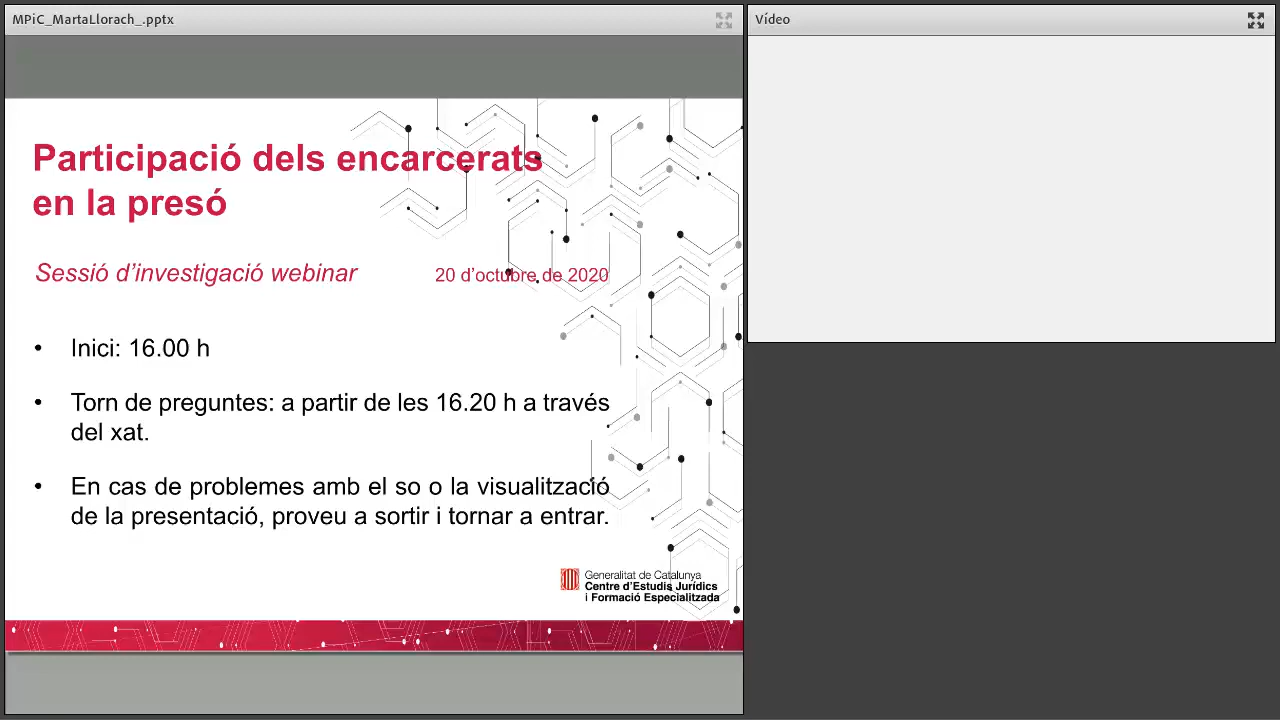 MPiC_MartaLlorach_.pptx
Vídeo
Participació dels encarcerats
en la presó
Sessió d’investigació webinar
20 d’octubre de 2020
• Inici: 16.00 h
• Torn de preguntes: a partir de les 16.20 h a través
del xat.
• En cas de problemes amb el so o la visualització
de la presentació, proveu a sortir i tornar a entrar.
Generalitat de Catalunya
Centre d’Estudis Jurídics
i Formació Especialitzada